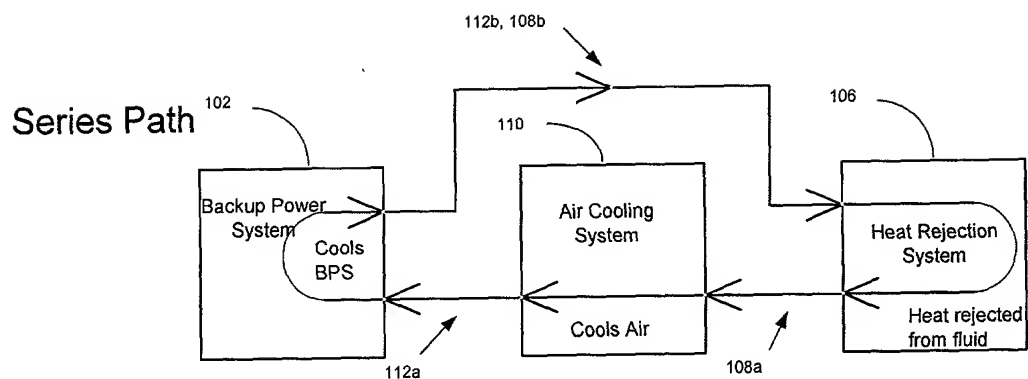 112b, 108b
Series Path
102
110
106
Backup Power
System
Cools
BPS
Air Cooling
System
Cools Air
Heat Rejection
System
Heat rejected
from fluid
112a
108a